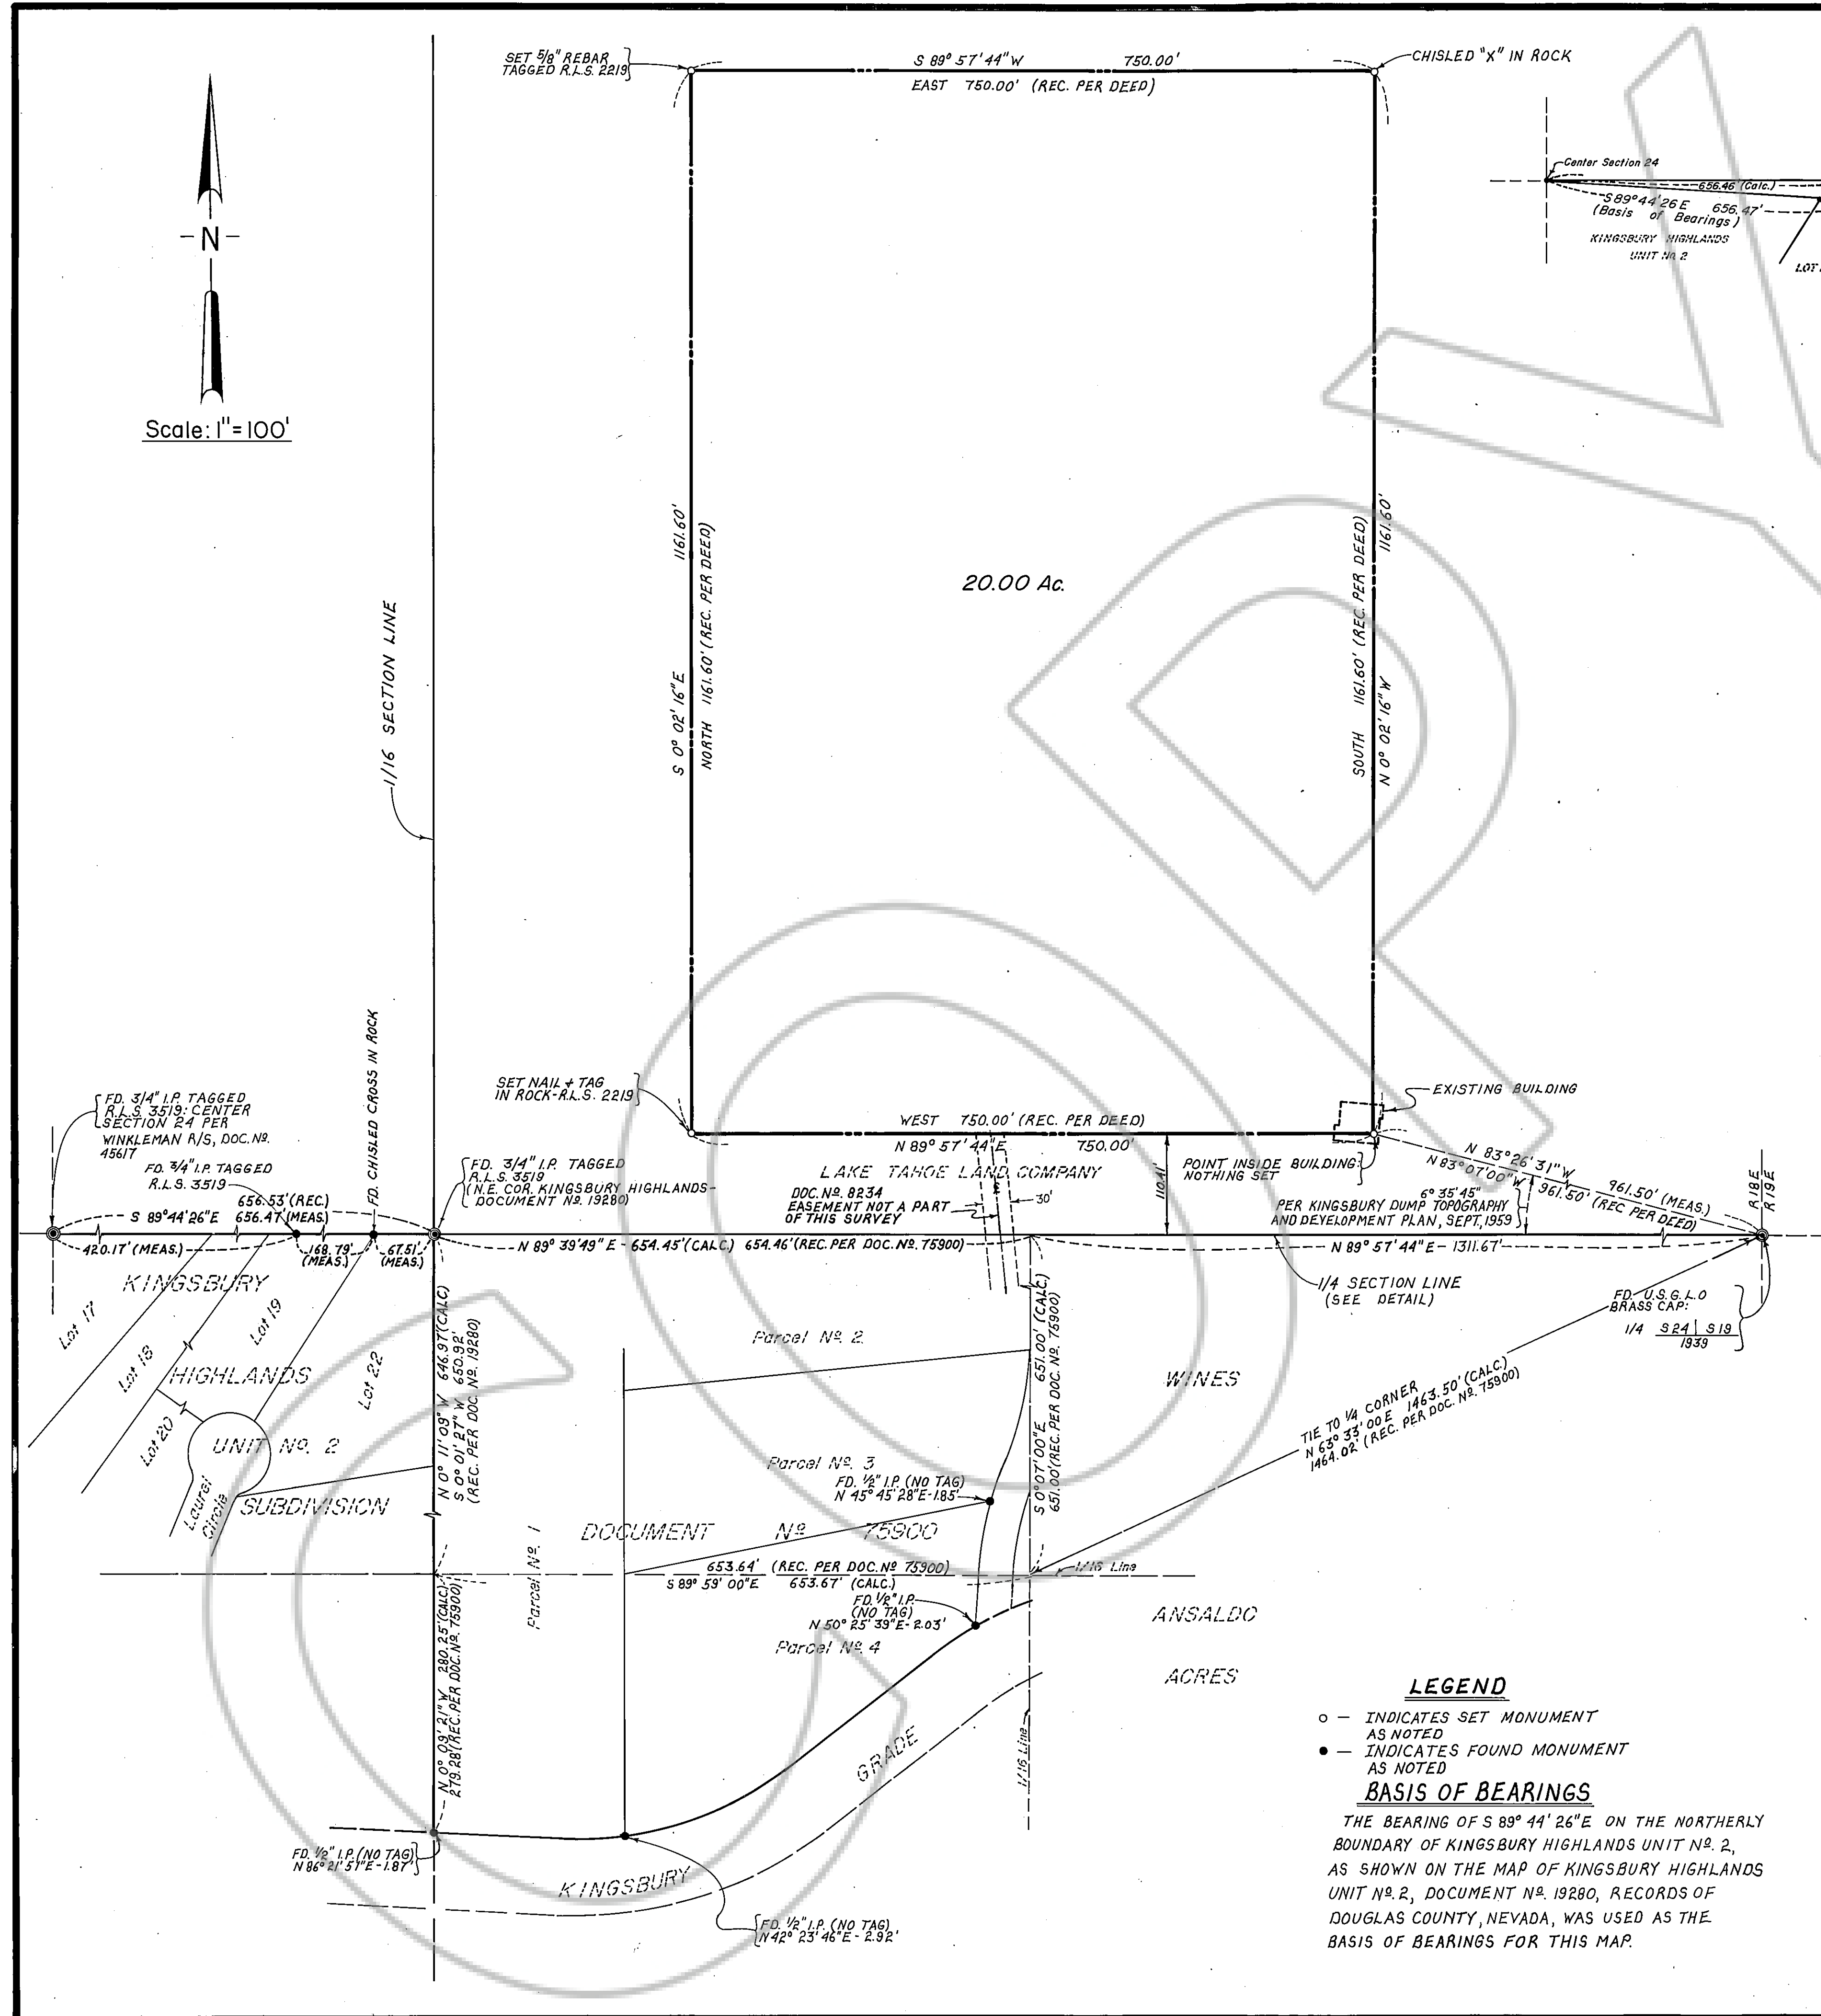 SET 5/8" REBAR
TAGGED R.L.S. 2219
S 89° 57' 44" W 750.00'
EAST 750.00' (REC. PER DEED)
CHISLED "X" IN ROCK
-N-
Scale: 1"=100'
Center Section 24
656.46' (Calc.)
S 89° 44' 26 E 656.47'
(Basis of Bearings)
KINGSBURY HIGHLANDS
UNIT No. 2
LOT
1/16 SECTION LINE
S 0° 02' 16" E 1161.60'
NORTH 1161.60' (REC. PER DEED)
20.00 Ac.
SOUTH 1161.60' (REC. PER DEED)
N 0° 02' 16" W 1161.60'
SET NAIL + TAG
IN ROCK-R.L.S. 2219
EXISTING BUILDING
WEST 750.00' (REC. PER DEED)
N 89° 57' 44" E 750.00'
LAKE TAHOE LAND COMPANY
DOC. Nº. 8234
EASEMENT NOT A PART
OF THIS SURVEY
℄
30'
110.41'
POINT INSIDE BUILDING:
NOTHING SET
N 83° 26' 31" W 961.50' (MEAS.)
N 83° 07' 00" W 961.50' (REC PER DEED)
6° 35' 45"
PER KINGSBURY DUMP TOPOGRAPHY
AND DEVELOPMENT PLAN, SEPT, 1959
R 18 E
R 19 E
FD. 3/4" I.P. TAGGED
R.L.S. 3519: CENTER
SECTION 24 PER
WINKLEMAN R/S, DOC. Nº.
45617
FD. 3/4" I.P. TAGGED
R.L.S. 3519
FD. CHISLED CROSS IN ROCK
FD. 3/4" I.P. TAGGED
R.L.S. 3519
(N.E. COR. KINGSBURY HIGHLANDS-
DOCUMENT Nº. 19280)
656.53' (REC.)
S 89° 44' 26" E 656.47' (MEAS.)
420.17' (MEAS.)
168.79'
(MEAS.)
67.51'
(MEAS.)
N 89° 39' 49" E - 654.45' (CALC.) 654.46' (REC. PER DOC. Nº. 75900)
N 89° 57' 44" E - 1311.67'
1/4 SECTION LINE
(SEE DETAIL)
FD. U.S.G.L.O
BRASS CAP:
1/4 S 24 | S 19
1939
KINGSBURY
HIGHLANDS
UNIT Nº. 2
SUBDIVISION
Lot 17
Lot 18
Lot 19
Lot 20
Lot 22
Laurel
Circle
N 0° 11' 09" W 646.97' (CALC)
S 0° 01' 27" W 650.92'
(REC. PER DOC. Nº. 19280)
Parcel Nº. 2
S 0° 07' 00" E 651.00' (CALC)
651.00' (REC. PER DOC. Nº. 75900)
WINES
TIE TO 1/4 CORNER
N 63° 33' 00 E 1463.50' (CALC.)
1464.02' (REC. PER DOC. Nº. 75900)
Parcel Nº. 3
FD. 1/2" I.P. (NO TAG)
N 45° 45' 28" E-1.85'
Parcel Nº. 1
DOCUMENT Nº 75900
653.64' (REC. PER DOC. Nº 75900)
S 89° 59' 00" E 653.67' (CALC.)
1/16 Line
FD. 1/2" I.P.
(NO TAG)
N 50° 25' 39" E-2.03'
Parcel Nº. 4
ANSALDO
ACRES
N 0° 09' 21" W 280.25' (CALC.)
279.28' (REC. PER DOC. Nº. 75900)
1/16 Line
KINGSBURY GRADE
FD. 1/2" I.P. (NO TAG)
N 86° 21' 57" E-1.87'
FD. 1/2" I.P. (NO TAG)
N 42° 23' 46" E - 2.92'
LEGEND
○ — INDICATES SET MONUMENT
AS NOTED
● — INDICATES FOUND MONUMENT
AS NOTED
BASIS OF BEARINGS
THE BEARING OF S 89° 44' 26" E ON THE NORTHERLY
BOUNDARY OF KINGSBURY HIGHLANDS UNIT Nº. 2,
AS SHOWN ON THE MAP OF KINGSBURY HIGHLANDS
UNIT Nº. 2, DOCUMENT Nº. 19280, RECORDS OF
DOUGLAS COUNTY, NEVADA, WAS USED AS THE
BASIS OF BEARINGS FOR THIS MAP.
COPY